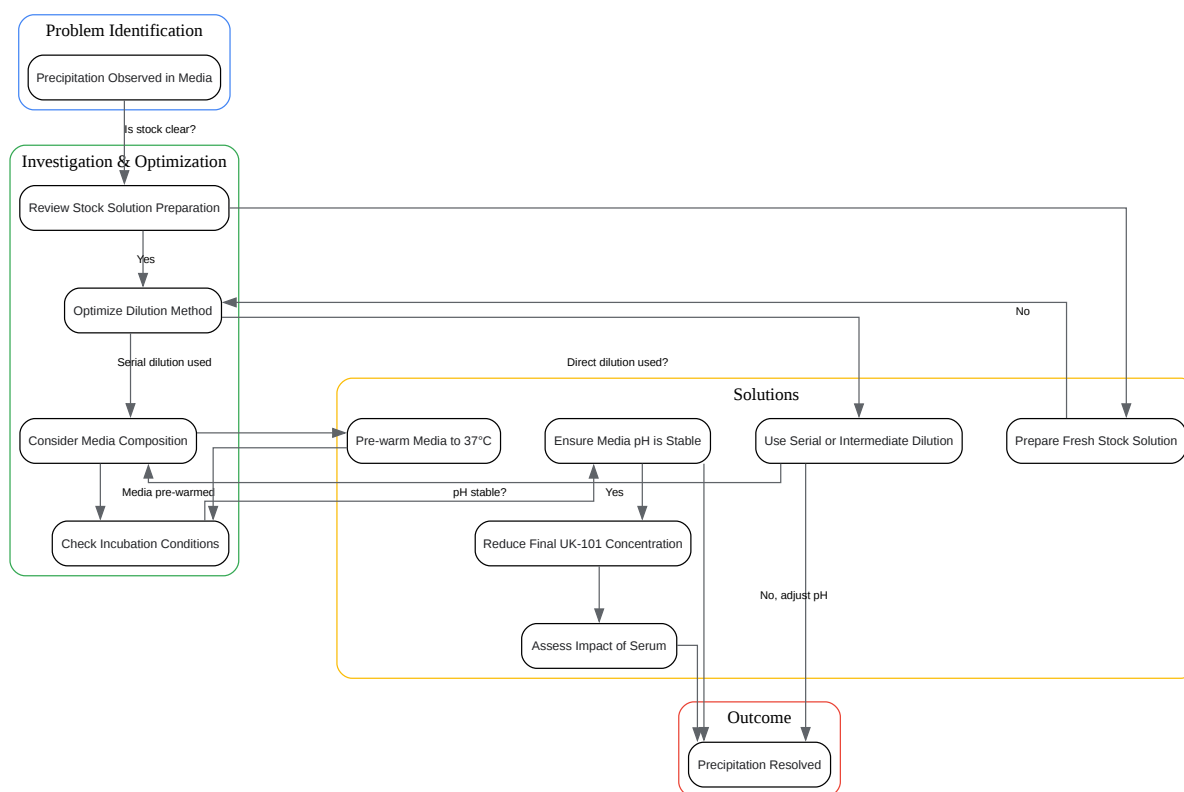 Problem Identification
Precipitation Observed in Media
Is stock clear?
Investigation & Optimization
Review Stock Solution Preparation
Yes
Optimize Dilution Method
No
Serial dilution used
Direct dilution used?
Solutions
Consider Media Composition
Pre-warm Media to 37°C
Ensure Media pH is Stable
Use Serial or Intermediate Dilution
Prepare Fresh Stock Solution
Media pre-warmed
pH stable?
Yes
Check Incubation Conditions
Reduce Final UK-101 Concentration
No, adjust pH
Assess Impact of Serum
Outcome
Precipitation Resolved